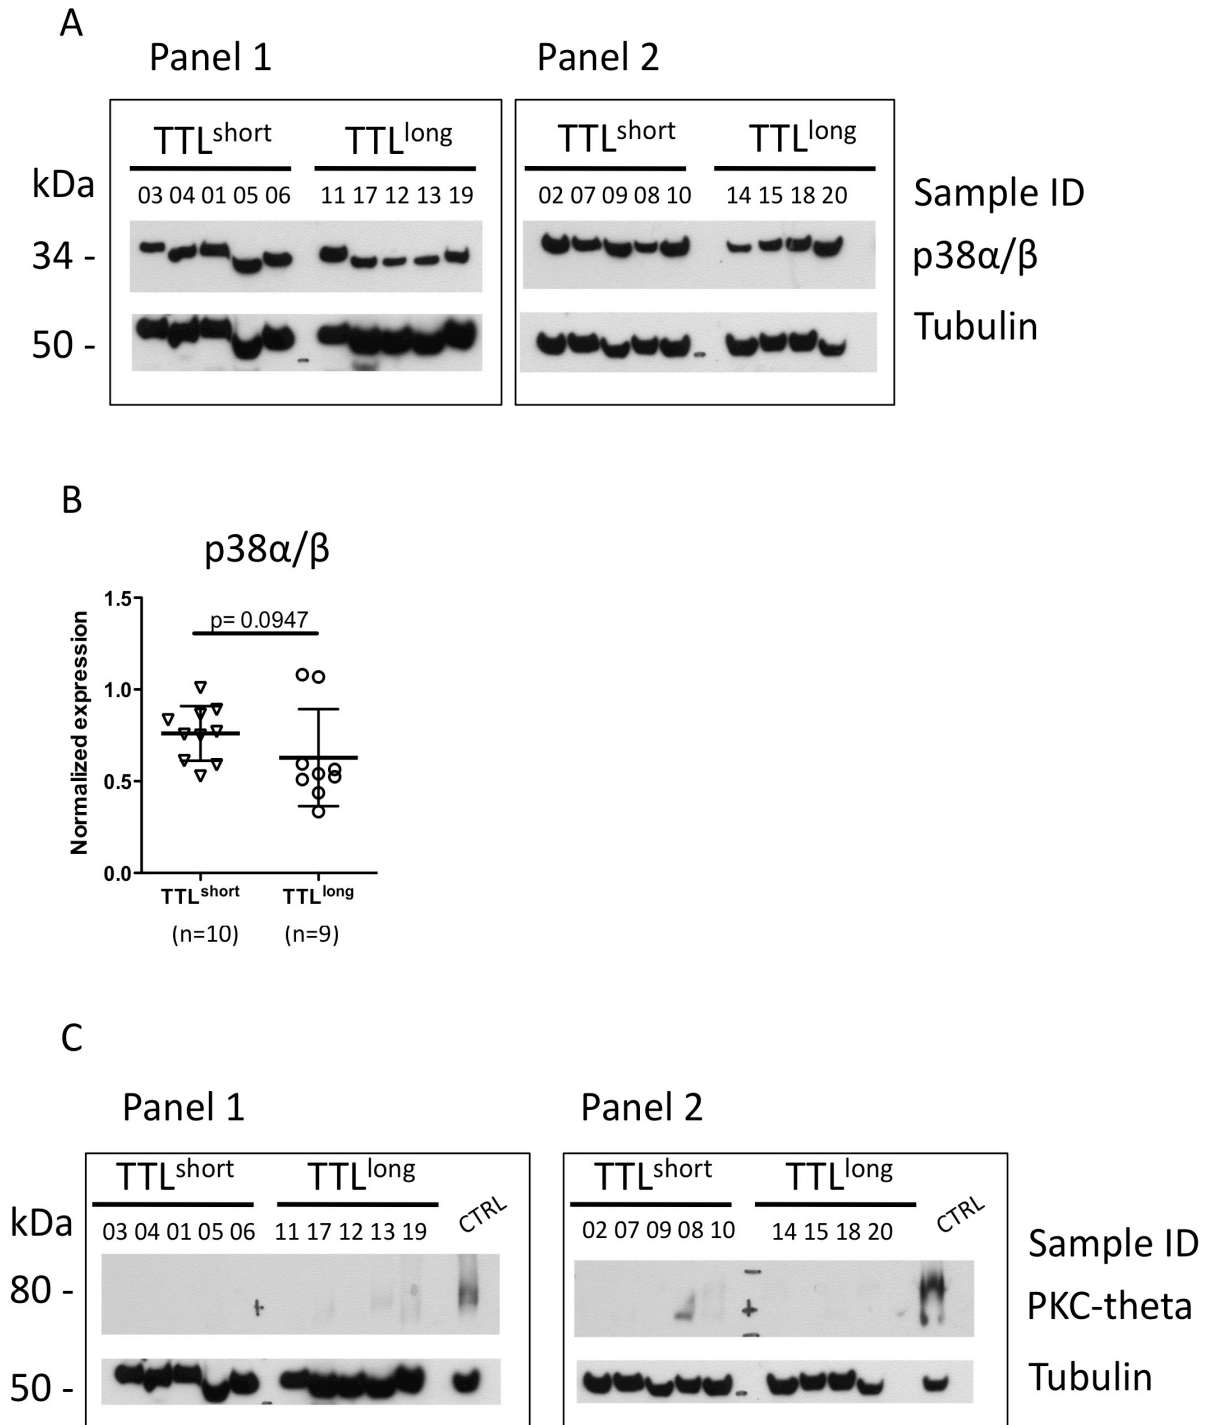 A
Panel 1 Panel 2
TTLshort TTLlong TTLshort TTLlong
kDa 03 04 01 05 06 11 17 12 13 19 02 07 09 08 10 14 15 18 20 Sample ID
34 - p38α/β
50 - Tubulin
B
p38α/β
Normalized expression
1.5
p= 0.0947
1.0
0.5
0.0
TTLshort TTLlong
(n=10) (n=9)
C
Panel 1 Panel 2
TTLshort TTLlong CTRL TTLshort TTLlong CTRL
kDa 03 04 01 05 06 11 17 12 13 19 02 07 09 08 10 14 15 18 20 Sample ID
80 - PKC-theta
50 - Tubulin